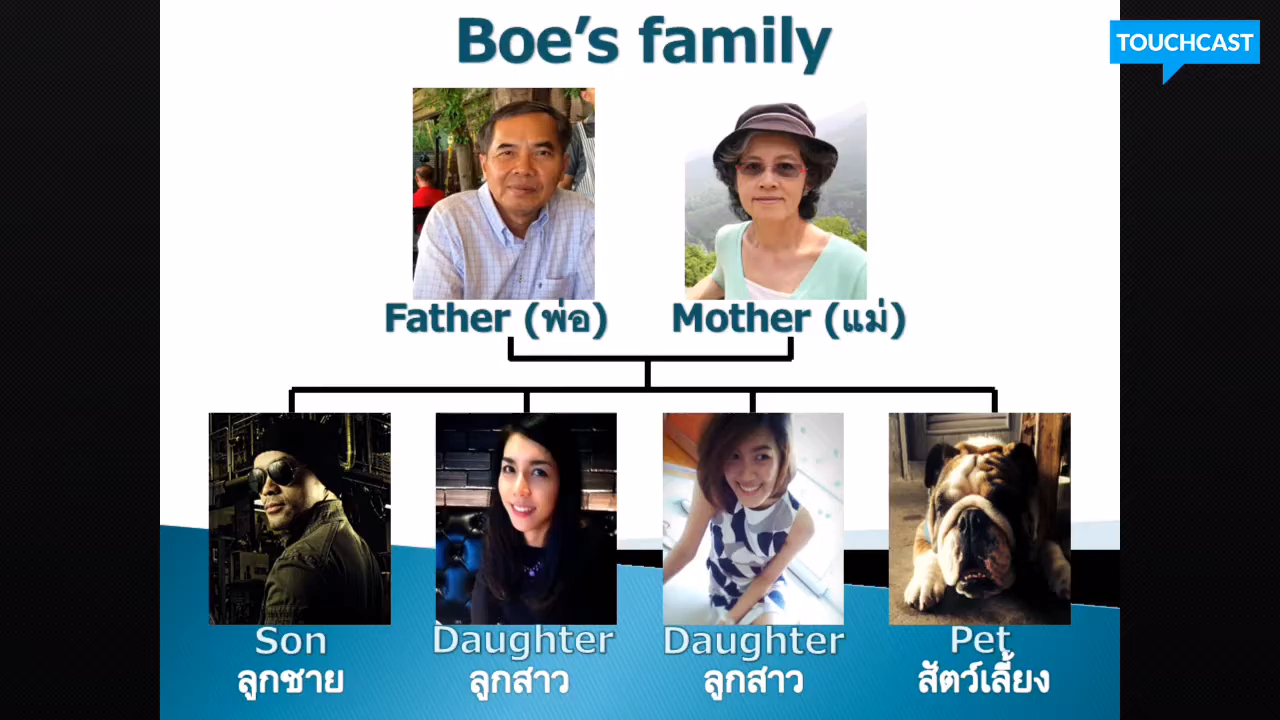 Boe's family
TOUCHCAST
Father (พ่อ)
Mother (แม่)
Son
ลูกชาย
Daughter
ลูกสาว
Daughter
ลูกสาว
Pet
สัตว์เลี้ยง